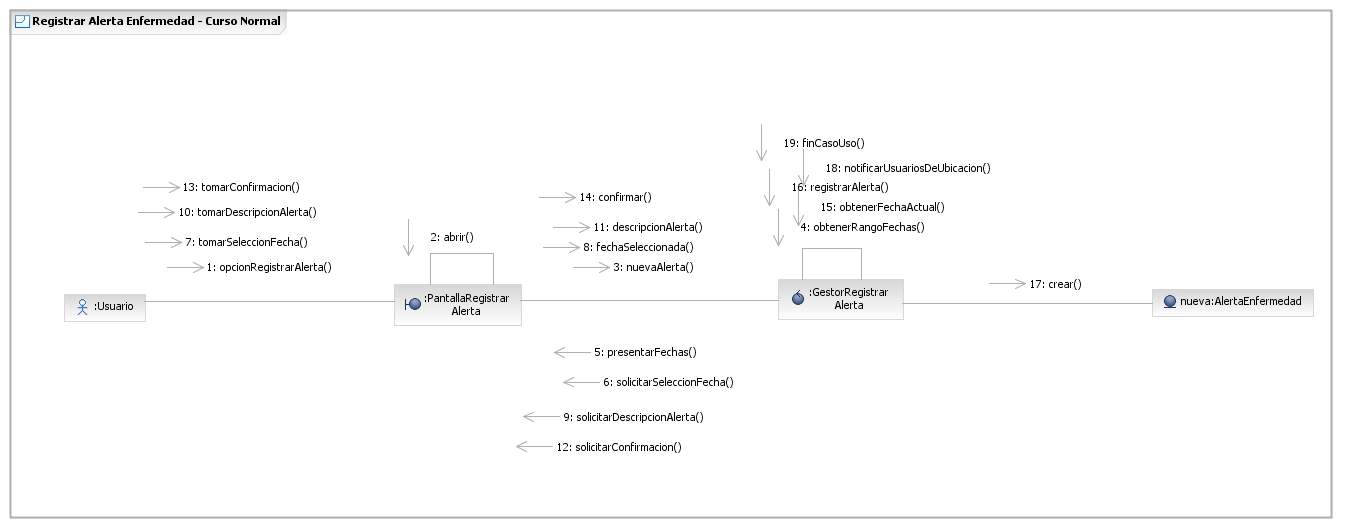 Registrar Alerta Enfermedad - Curso Normal
19: finCasoUso()
18: notificarUsuariosDeUbicacion()
13: tomarConfirmacion()
16: registrarAlerta()
14: confirmar()
10: tomarDescripcionAlerta()
15: obtenerFechaActual()
11: descripcionAlerta()
4: obtenerRangoFechas()
2: abrir()
7: tomarSeleccionFecha()
8: fechaSeleccionada()
1: opcionRegistrarAlerta()
3: nuevaAlerta()
17: crear()
:Usuario
:PantallaRegistrar
Alerta
:GestorRegistrar
Alerta
nueva:AlertaEnfermedad
5: presentarFechas()
6: solicitarSeleccionFecha()
9: solicitarDescripcionAlerta()
12: solicitarConfirmacion()